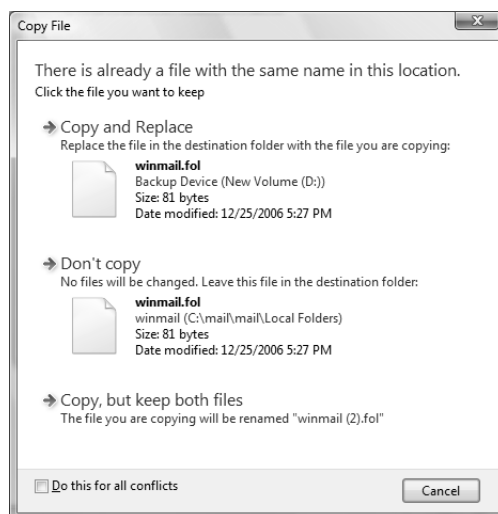 Copy File
x
There is already a file with the same name in this location.
Click the file you want to keep
Copy and Replace
Replace the file in the destination folder with the file you are copying:
winmail.fol
Backup Device (New Volume (D:))
Size: 81 bytes
Date modified: 12/25/2006 5:27 PM
Don't copy
No files will be changed. Leave this file in the destination folder:
winmail.fol
winmail (C:\mail\mail\Local Folders)
Size: 81 bytes
Date modified: 12/25/2006 5:27 PM
Copy, but keep both files
The file you are copying will be renamed "winmail (2).fol"
Do this for all conflicts
Cancel